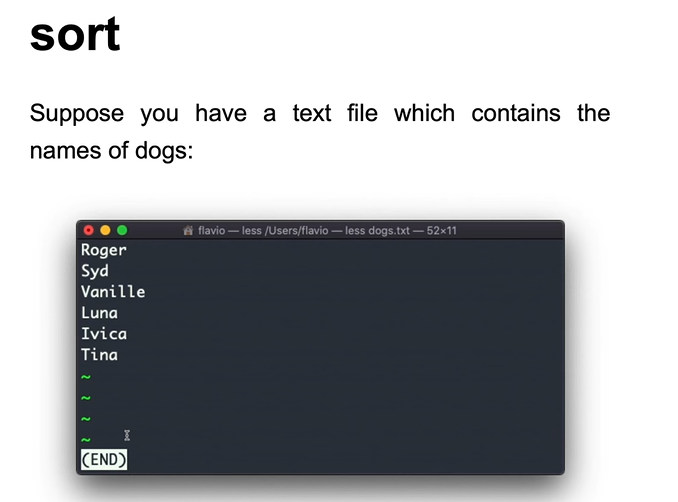 sort
Suppose you have a text file which contains the
names of dogs:
flavio — less /Users/flavio — less dogs.txt — 52×11
Roger
Syd
Vanille
Luna
Ivica
Tina
~
~
~
~
(END)